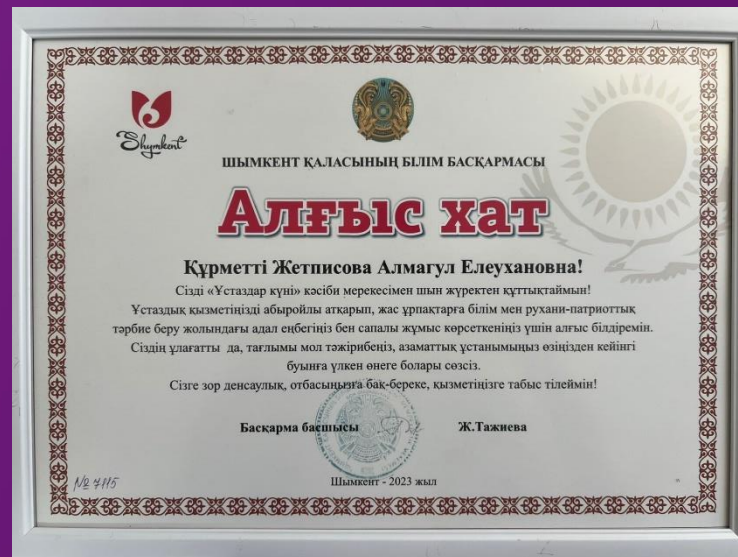 Shymkent
ШЫМКЕНТ ҚАЛАСЫНЫҢ БІЛІМ БАСҚАРМАСЫ
Алғыс хат
Құрметті Жетписова Алмагул Елеухановна!
Сізді «Ұстаздар күні» кәсіби мерекесімен шын жүректен құттықтаймын!
Ұстаздық қызметіңізді абыройлы атқарып, жас ұрпақтарға білім мен рухани-патриоттық
тәрбие беру жолындағы адал еңбегіңіз бен сапалы жұмыс көрсеткеніңіз үшін алғыс білдіремін.
Сіздің ұлағатты да, тағлымы мол тәжірибеңіз, азаматтық ұстанымыңыз өзіңізден кейінгі
буынға үлкен өнеге болары сөзсіз.
Сізге зор денсаулық, отбасыңызға бақ-береке, қызметіңізге табыс тілеймін!
Басқарма басшысы Ж.Тажиева
№ 7115
Шымкент - 2023 жыл